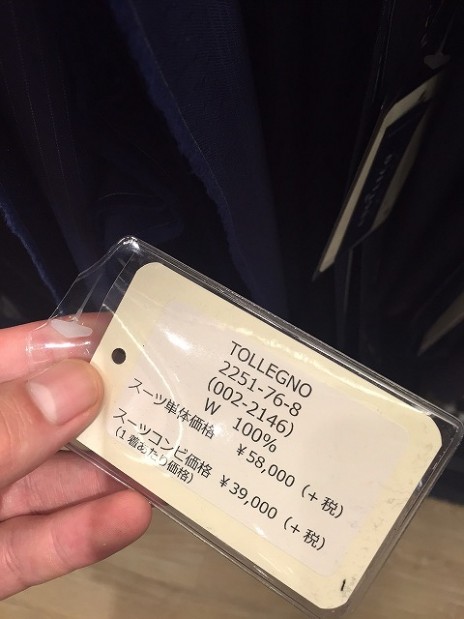 TOLLEGNO
2251-76-8
(002-2146)
W 100%
スーツ単体価格 ¥58,000 (+税)
スーツコンビ価格 ¥39,000 (+税)
(1着あたり価格)